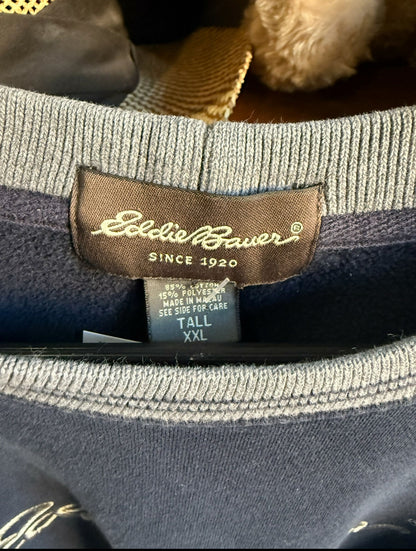 Eddie Bauer ®
SINCE 1920
85% COTTON
15% POLYESTER
MADE IN MACAU
SEE SIDE FOR CARE
TALL
XXL